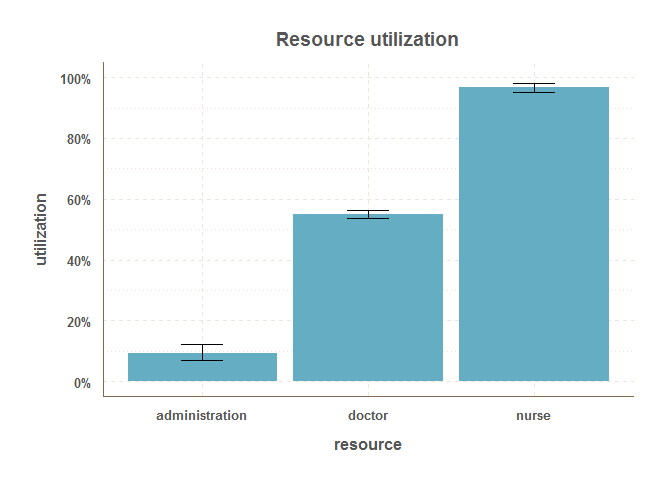 Resource utilization
100%
80%
60%
40%
20%
0%
utilization
administration
doctor
nurse
resource